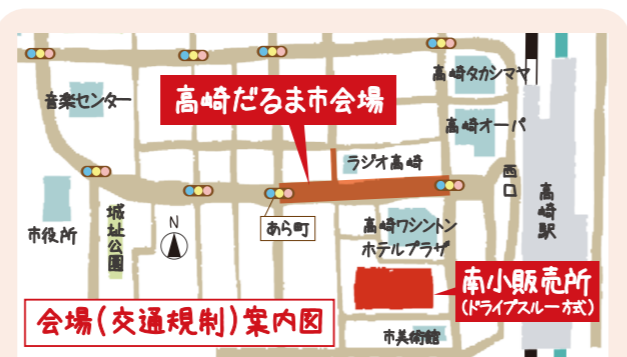 高崎タカシマヤ
音楽センター
高崎だるま市会場
高崎オーパ
ラジオ高崎
西口
高崎駅
あら町
市役所
城址公園
N
高崎ワシントン
ホテルプラザ
南小販売所
(ドライブスルー方式)
会場(交通規制)案内図
市美術館